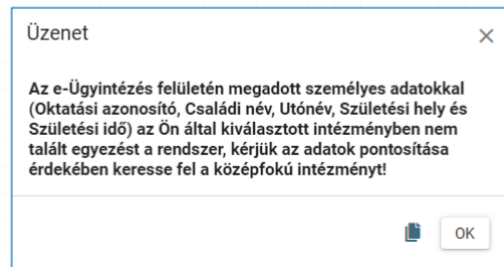 Üzenet
Az e-Ügyintézés felületén megadott személyes adatokkal
(Oktatási azonosító, Családi név, Utónév, Születési hely és
Születési idő) az Ön által kiválasztott intézményben nem
talált egyezést a rendszer, kérjük az adatok pontosítása
érdekében keresse fel a középfokú intézményt!
OK